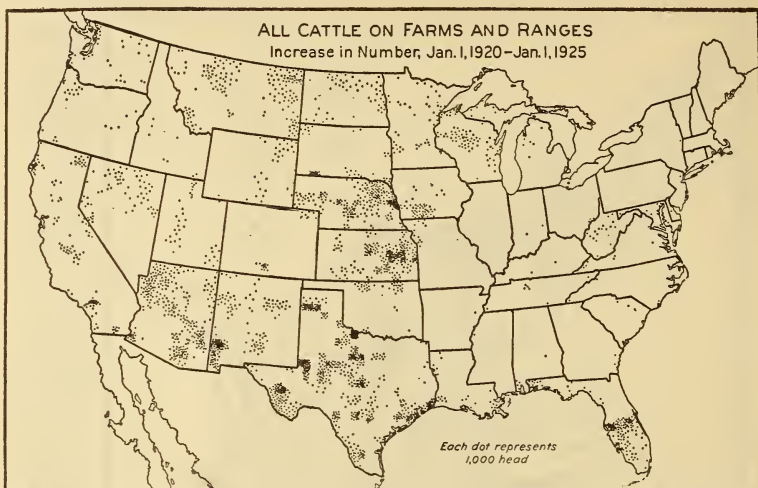 ALL CATTLE ON FARMS AND RANGES
Increase in Number, Jan. 1, 1920-Jan. 1, 1925
Each dot represents
1,000 head